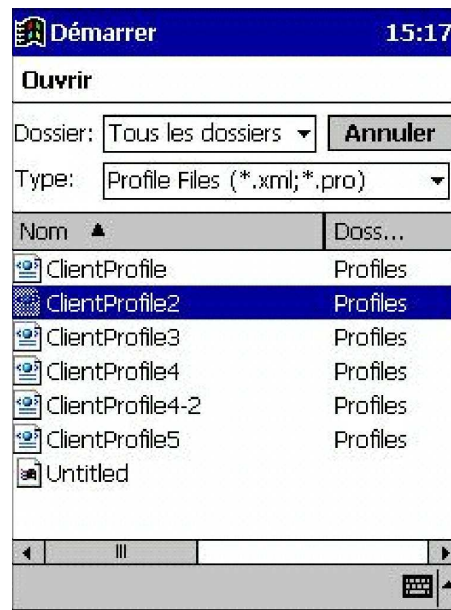 Démarrer 15:17
Ouvrir
Dossier: Tous les dossiers Annuler
Type: Profile Files (*.xml;*.pro)
Nom Doss...
ClientProfile Profiles
ClientProfile2 Profiles
ClientProfile3 Profiles
ClientProfile4 Profiles
ClientProfile4-2 Profiles
ClientProfile5 Profiles
Untitled